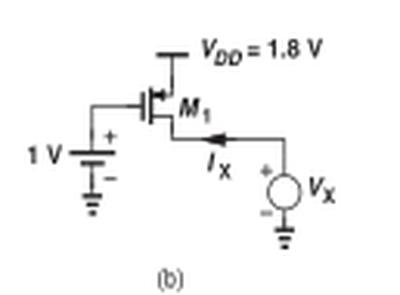 V_DD = 1.8 V
M_1
1 V
+
−
I_X
+
−
V_X
(b)